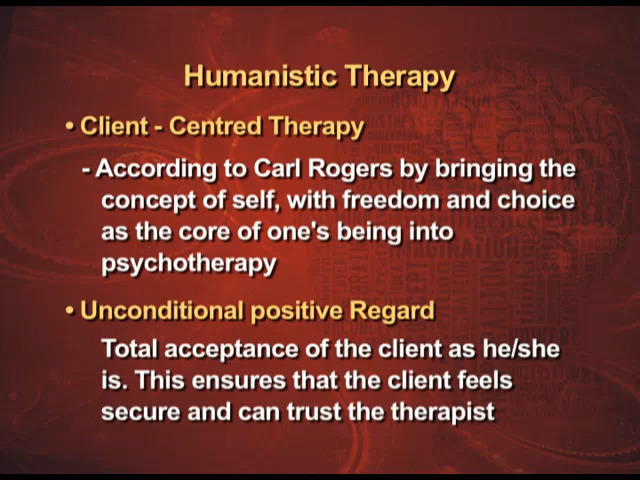 Humanistic Therapy
• Client - Centred Therapy
- According to Carl Rogers by bringing the
concept of self, with freedom and choice
as the core of one's being into
psychotherapy
• Unconditional positive Regard
Total acceptance of the client as he/she
is. This ensures that the client feels
secure and can trust the therapist
IMAGINATION
POWER